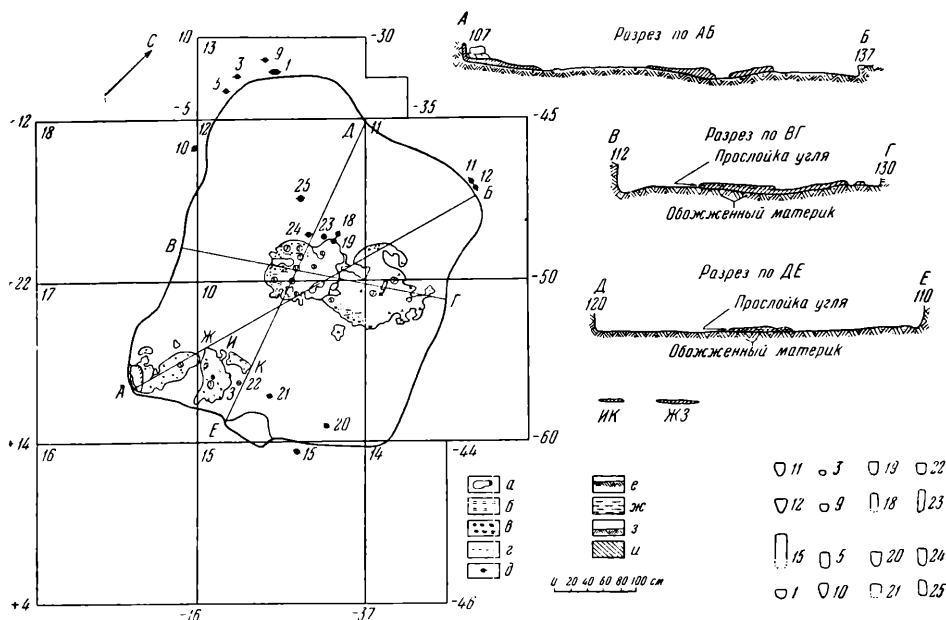 С
10
-30
13
9
3
1
5
-5
-35
-12
18
12
Д
11
-45
10
11
12
Б
25
24
23
18
19
В
+22
17
10
-50
Г
Ж
И
К
А
3
22
21
Е
20
+14
15
15
14
-44
-60
+4
-16
-37
-46
а
б
в
г
д
е
ж
з
и
0 20 40 60 80 100 см
А
107
Разрез по АБ
Б
137
В
112
Разрез по ВГ
Прослойка угля
Г
130
Обожженный материк
Д
120
Разрез по ДЕ
Прослойка угля
Е
110
Обожженный материк
ИК
ЖЗ
11 3 19 22
12 9 18 23
15 5 20 24
1 10 21 25